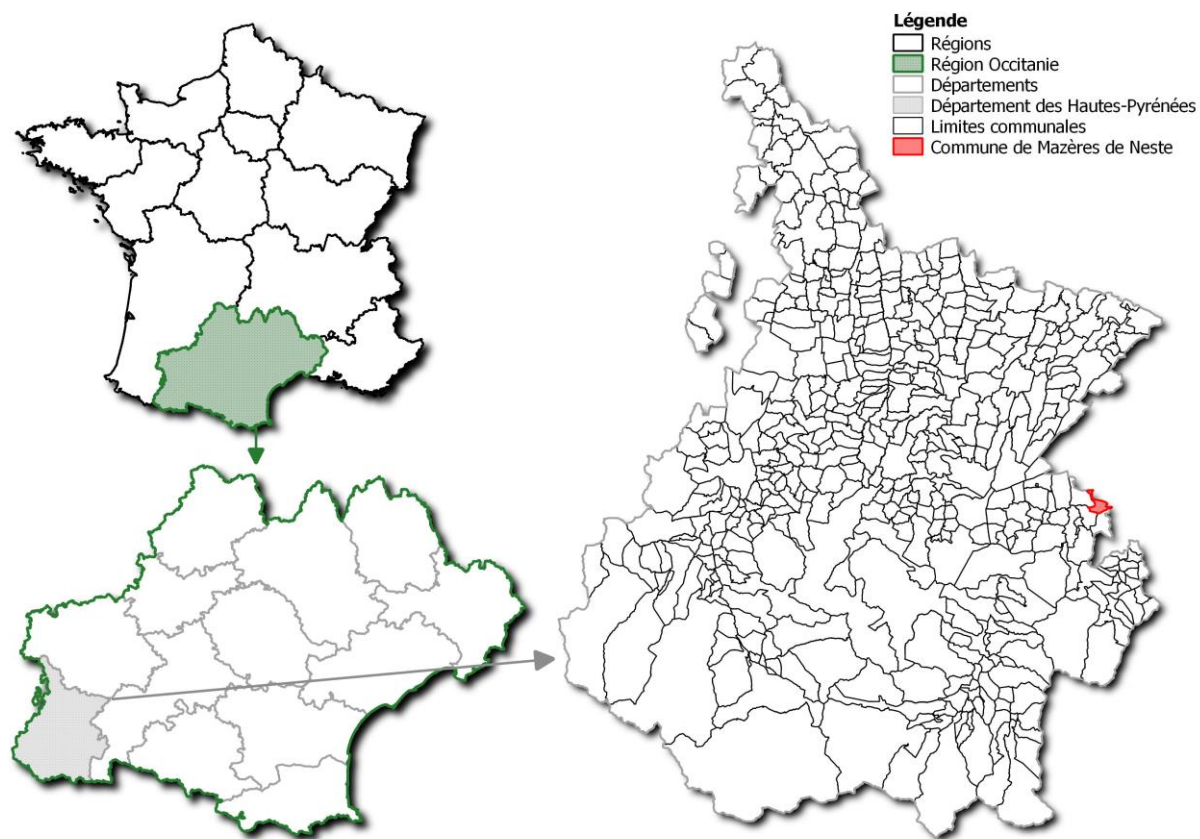 Légende
Régions
Région Occitanie
Départements
Département des Hautes-Pyrénées
Limites communales
Commune de Mazères de Neste